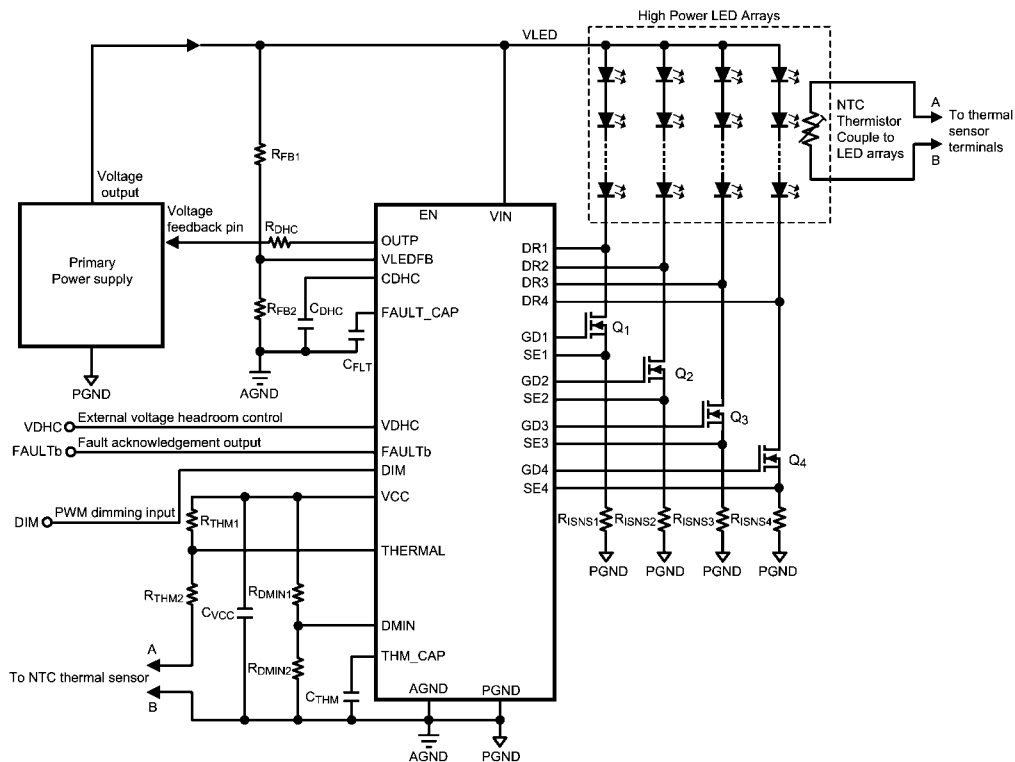 High Power LED Arrays
VLED
NTC
Thermistor
Couple to
LED arrays
A
To thermal
sensor
terminals
B
RFB1
Voltage
output
Voltage
feedback pin
RDHC
Primary
Power supply
PGND
EN
VIN
OUTP
VLEDFB
CDHC
FAULT_CAP
RFB2
CDHC
CFLT
AGND
DR1
DR2
DR3
DR4
GD1
SE1
GD2
SE2
GD3
SE3
GD4
SE4
Q1
Q2
Q3
Q4
VDHC
External voltage headroom control
VDHC
FAULTb
Fault acknowledgement output
FAULTb
DIM
DIM
PWM dimming input
VCC
RTHM1
THERMAL
RTHM2
CVCC
RDMIN1
DMIN
RDMIN2
THM_CAP
CTHM
RISNS1
RISNS2
RISNS3
RISNS4
PGND
PGND
PGND
PGND
A
To NTC thermal sensor
B
AGND
PGND
AGND
PGND